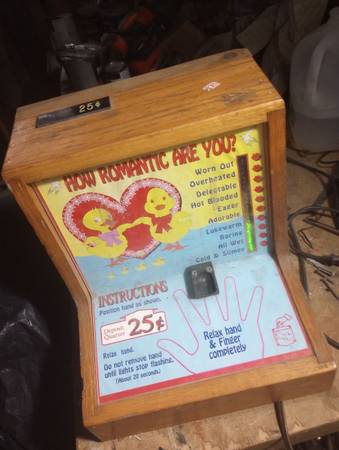 25¢
HOW ROMANTIC ARE YOU?
Worn Out
Overheated
Delectable
Hot Blooded
Eager
Adorable
Lukewarm
Boring
All Wet
Cold & Slimey
INSTRUCTIONS
Position hand as shown.
Deposit
Quarter
25¢
Relax hand.
Do not remove hand
until lights stop flashing.
(About 20 seconds.)
Relax hand
& Finger
completely